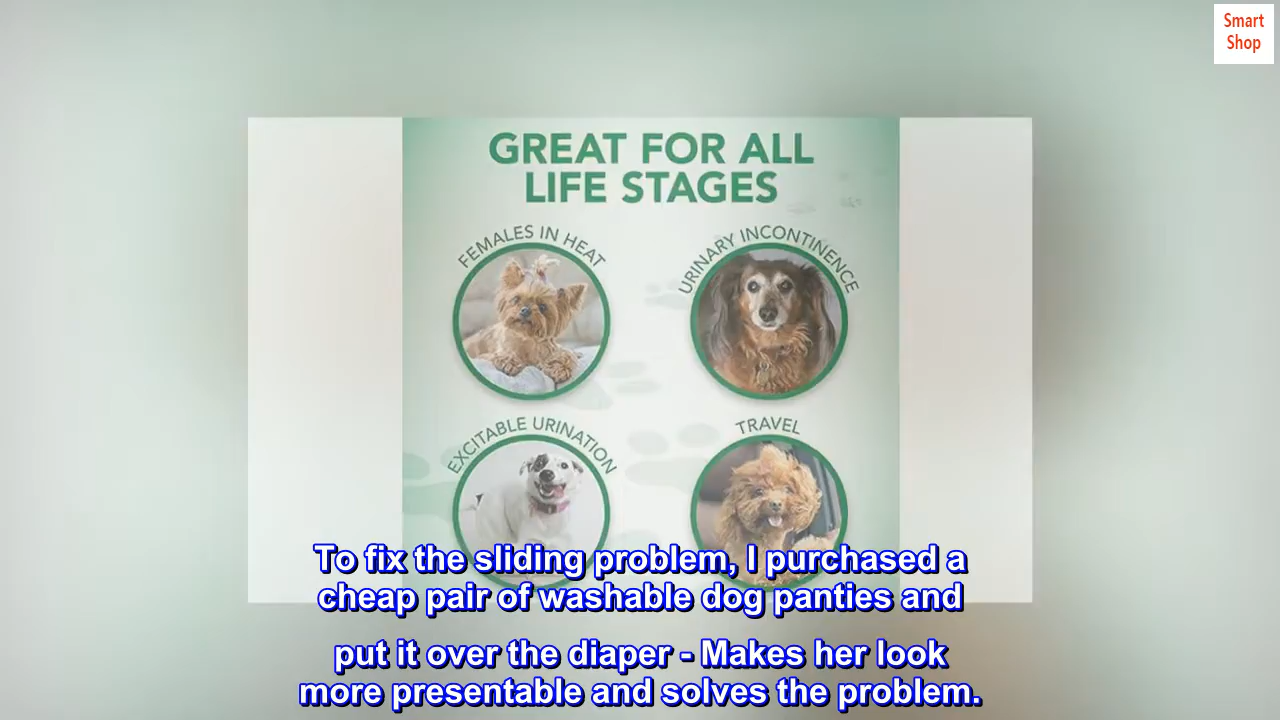 Smart
Shop
GREAT FOR ALL
LIFE STAGES
FEMALES IN HEAT
URINARY INCONTINENCE
EXCITABLE URINATION
TRAVEL
To fix the sliding problem, I purchased a
cheap pair of washable dog panties and
put it over the diaper - Makes her look
more presentable and solves the problem.